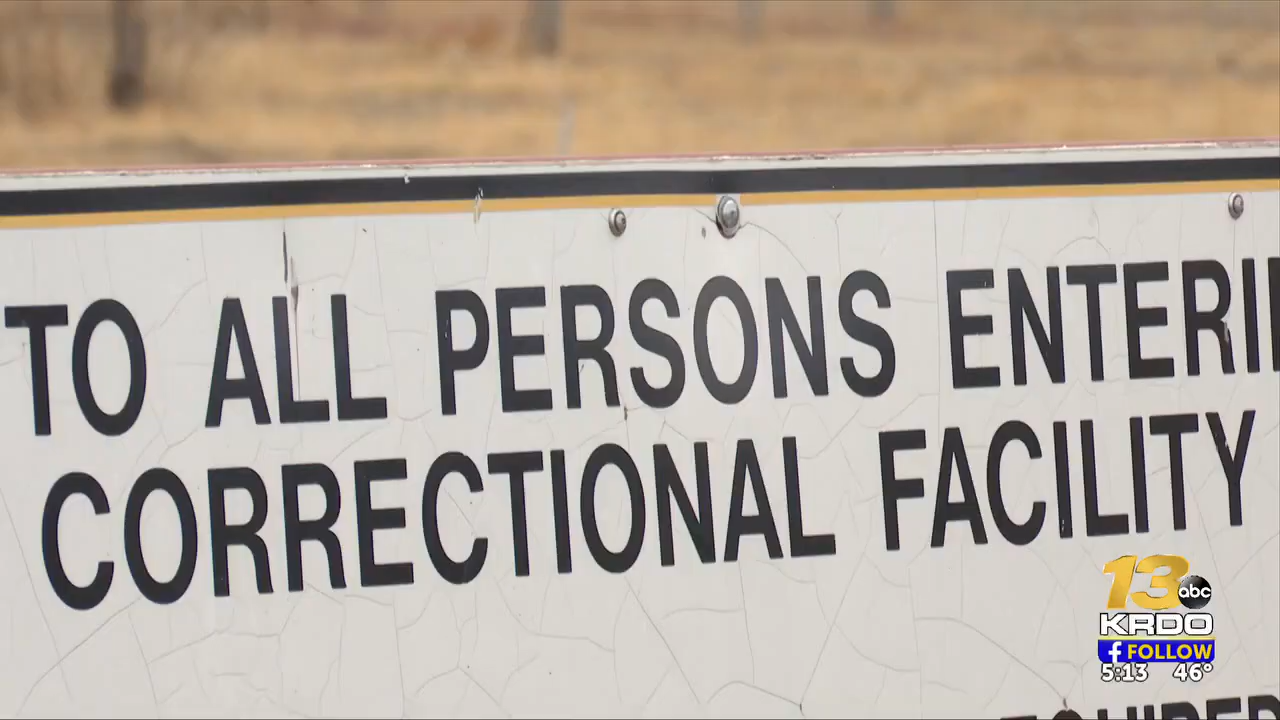 TO ALL PERSONS ENTERI
CORRECTIONAL FACILITY
13 abc
KRDO
f FOLLOW
5:13 46°